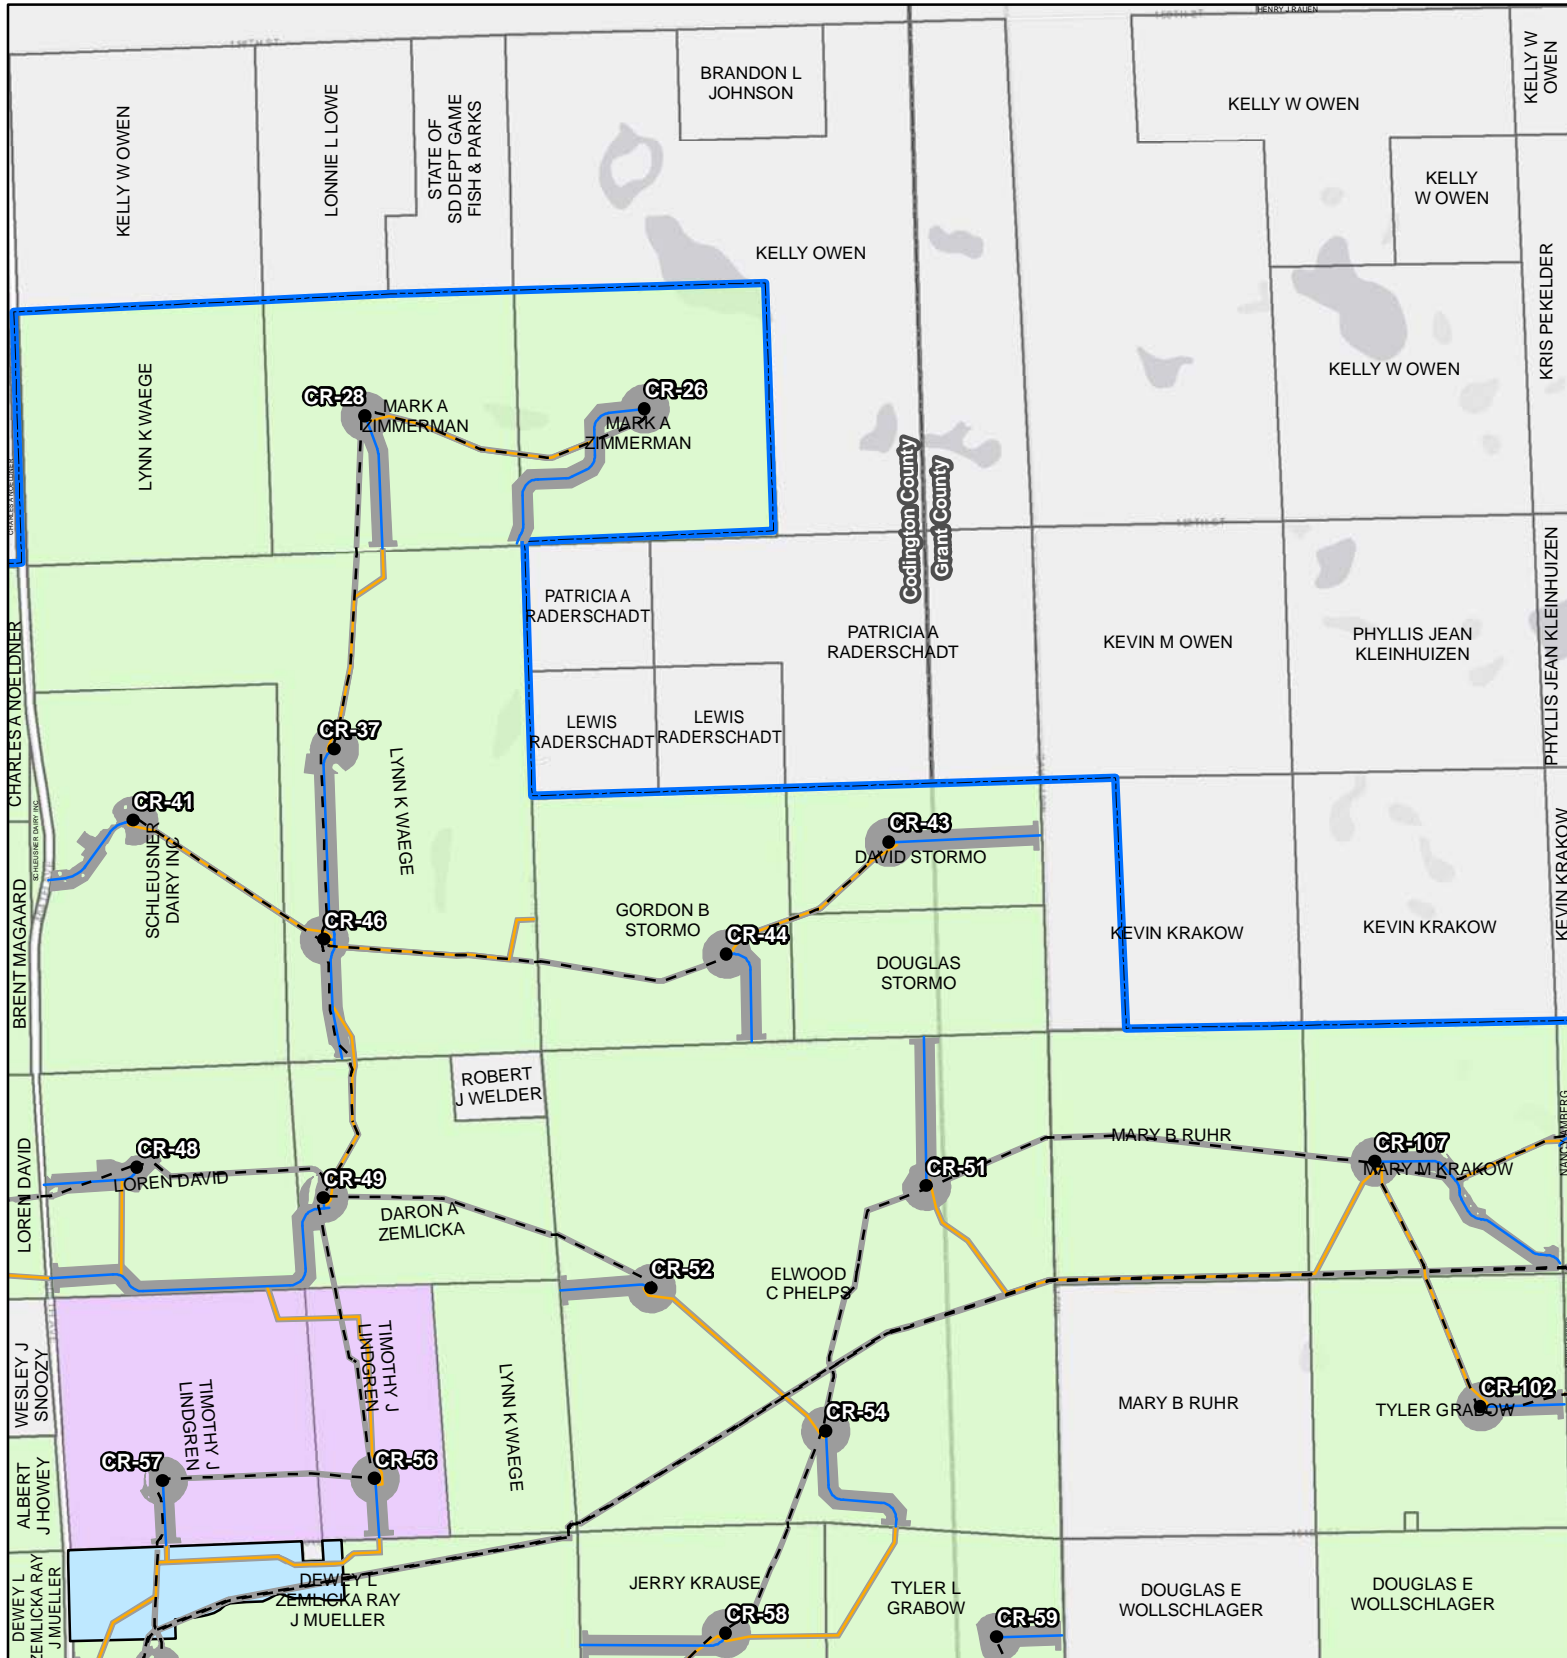 HENRY J RAUEN
KELLY W OWEN
LONNIE L LOWE
STATE OF
SD DEPT GAME
FISH & PARKS
BRANDON L
JOHNSON
KELLY W OWEN
KELLY W
OWEN
KELLY
W OWEN
KELLY OWEN
KRIS PEKELDER
KELLY W OWEN
LYNN K WAEGE
CR-28
MARK A
ZIMMERMAN
CR-26
MARK A
ZIMMERMAN
Codington County
Grant County
PATRICIA A
RADERSCHADT
PATRICIA A
RADERSCHADT
KEVIN M OWEN
PHYLLIS JEAN
KLEINHUIZEN
PHYLLIS JEAN KLEINHUIZEN
CHARLES A NOELDNER
LEWIS
RADERSCHADT
LEWIS
RADERSCHADT
CR-37
LYNN K WAEGE
CR-41
SCHLEUSNER
DAIRY INC
SCHLEUSNER DAIRY INC
CR-43
DAVID STORMO
BRENT MAGAARD
CR-46
GORDON B
STORMO
CR-44
DOUGLAS
STORMO
KEVIN KRAKOW
KEVIN KRAKOW
KEVIN KRAKOW
ROBERT
J WELDER
LOREN DAVID
CR-48
LOREN DAVID
CR-49
DARON A
ZEMLICKA
CR-51
MARY B RUHR
CR-107
MARY M KRAKOW
CR-52
ELWOOD
C PHELPS
WESLEY J
SNOOZY
TIMOTHY J
LINDGREN
TIMOTHY J
LINDGREN
LYNN K WAEGE
CR-54
MARY B RUHR
CR-102
TYLER GRABOW
CR-57
CR-56
ALBERT
J HOWEY
DEWEY L
ZEMLICKA RAY
J MUELLER
DEWEY L
ZEMLICKA RAY
J MUELLER
JERRY KRAUSE
CR-58
TYLER L
GRABOW
CR-59
DOUGLAS E
WOLLSCHLAGER
DOUGLAS E
WOLLSCHLAGER